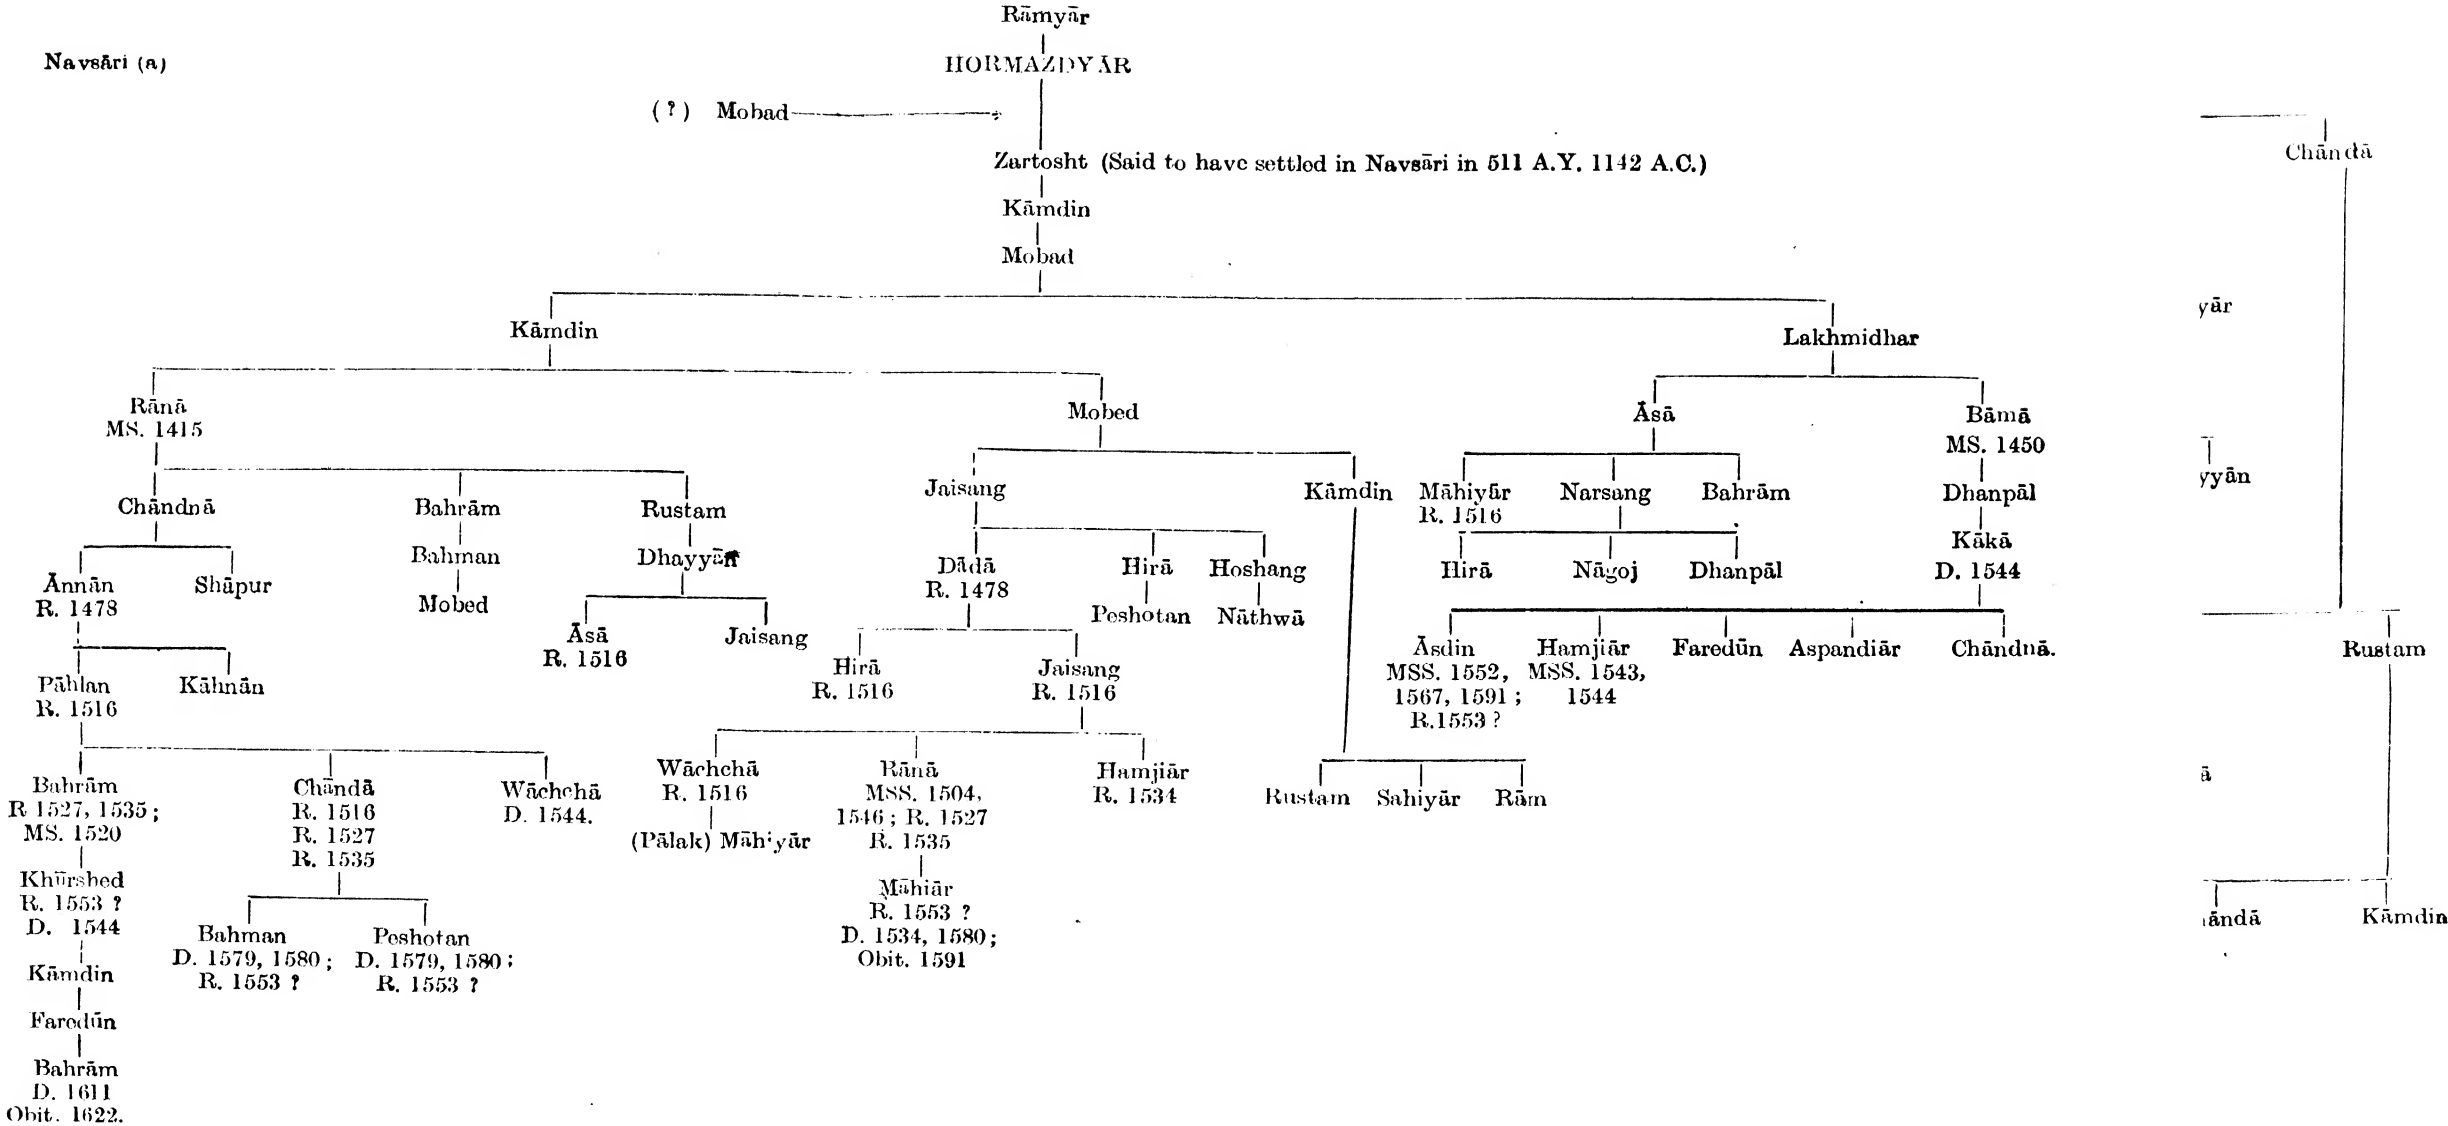 Rāmyār
Navsāri (a)
HORMAZDYĀR
(?) Mobad
Zartosht (Said to have settled in Navsāri in 511 A.Y. 1142 A.C.)
Chāndā
Kāmdin
Mobad
yār
Kāmdin
Lakhmidhar
Rānā
MS. 1415
Mobed
Āsā
Bāmā
MS. 1450
yyān
Chāndnā
Bahrām
Rustam
Jaisang
Kāmdin
Māhiyār
R. 1516
Narsang
Bahrām
Dhanpāl
Bahman
Dhayyān
Kākā
D. 1544
Ānnān
R. 1478
Shāpur
Mobed
Dādā
R. 1478
Hirā
Hoshang
Hirā
Nāgoj
Dhanpāl
Peshotan
Nāthwā
Āsā
R. 1516
Jaisang
Hirā
R. 1516
Jaisang
R. 1516
Āsdin
MSS. 1552,
1567, 1591 ;
R.1553 ?
Hamjiār
MSS. 1543,
1544
Faredūn
Aspandiār
Chāndnā.
Rustam
Pāhlan
R. 1516
Kāhnān
Bahrām
R 1527, 1535 ;
MS. 1520
Chāndā
R. 1516
R. 1527
R. 1535
Wāchchā
D. 1544.
Wāchchā
R. 1516
(Pālak) Māhiyār
Rānā
MSS. 1504,
1546 ; R. 1527
R. 1535
Hamjiār
R. 1534
Rustam
Sahiyār
Rām
ā
Khūrshed
R. 1553 ?
D. 1544
Māhiār
R. 1553 ?
D. 1534, 1580 ;
Obit. 1591
Bahman
D. 1579, 1580 ;
R. 1553 ?
Peshotan
D. 1579, 1580 ;
R. 1553 ?
āndā
Kāmdin
Kāmdin
Faredūn
Bahrām
D. 1611
Obit. 1622.